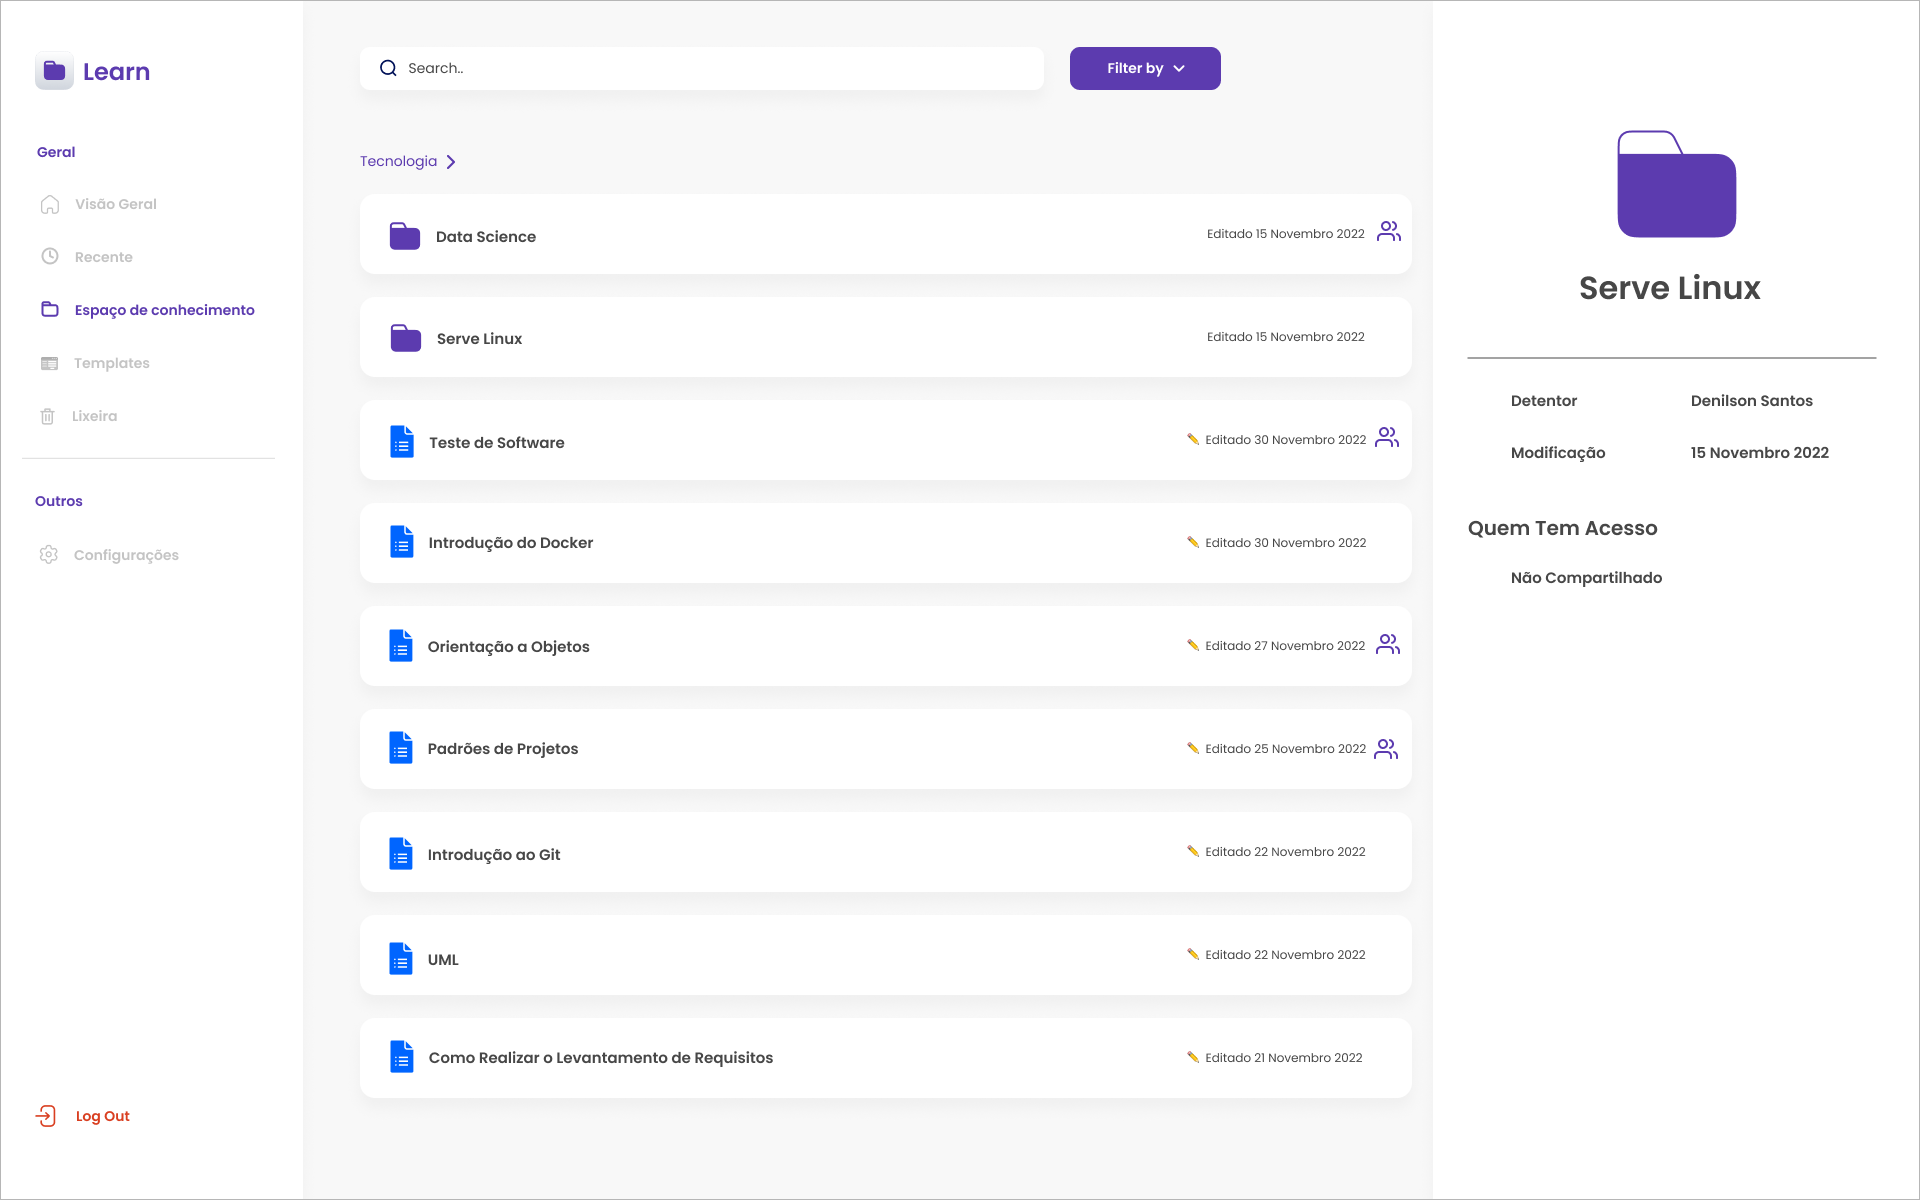 Learn
Geral
Visão Geral
Recente
Espaço de conhecimento
Templates
Lixeira
Outros
Configurações
Log Out
Search..
Filter by
Tecnologia
Data Science
Editado 15 Novembro 2022
Serve Linux
Editado 15 Novembro 2022
Teste de Software
Editado 30 Novembro 2022
Introdução do Docker
Editado 30 Novembro 2022
Orientação a Objetos
Editado 27 Novembro 2022
Padrões de Projetos
Editado 25 Novembro 2022
Introdução ao Git
Editado 22 Novembro 2022
UML
Editado 22 Novembro 2022
Como Realizar o Levantamento de Requisitos
Editado 21 Novembro 2022
Serve Linux
Detentor Denilson Santos
Modificação 15 Novembro 2022
Quem Tem Acesso
Não Compartilhado